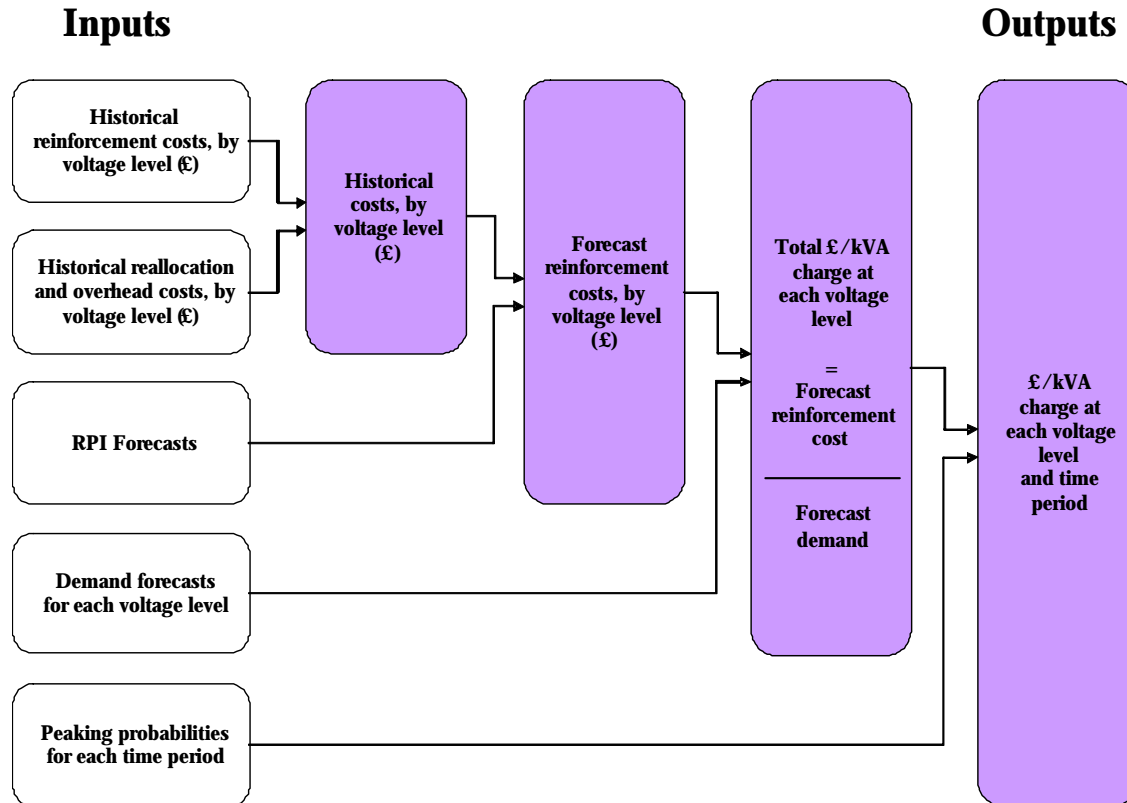 Inputs
Outputs
Historical
reinforcement costs, by
voltage level (£)
Historical reallocation
and overhead costs, by
voltage level (£)
RPI Forecasts
Demand forecasts
for each voltage level
Peaking probabilities
for each time period
Historical
costs, by
voltage level
(£)
Forecast
reinforcement
costs, by
voltage level
(£)
Total £/kVA
charge at
each voltage
level
=
Forecast
reinforcement
cost
Forecast
demand
£/kVA
charge at
each voltage
level
and time
period